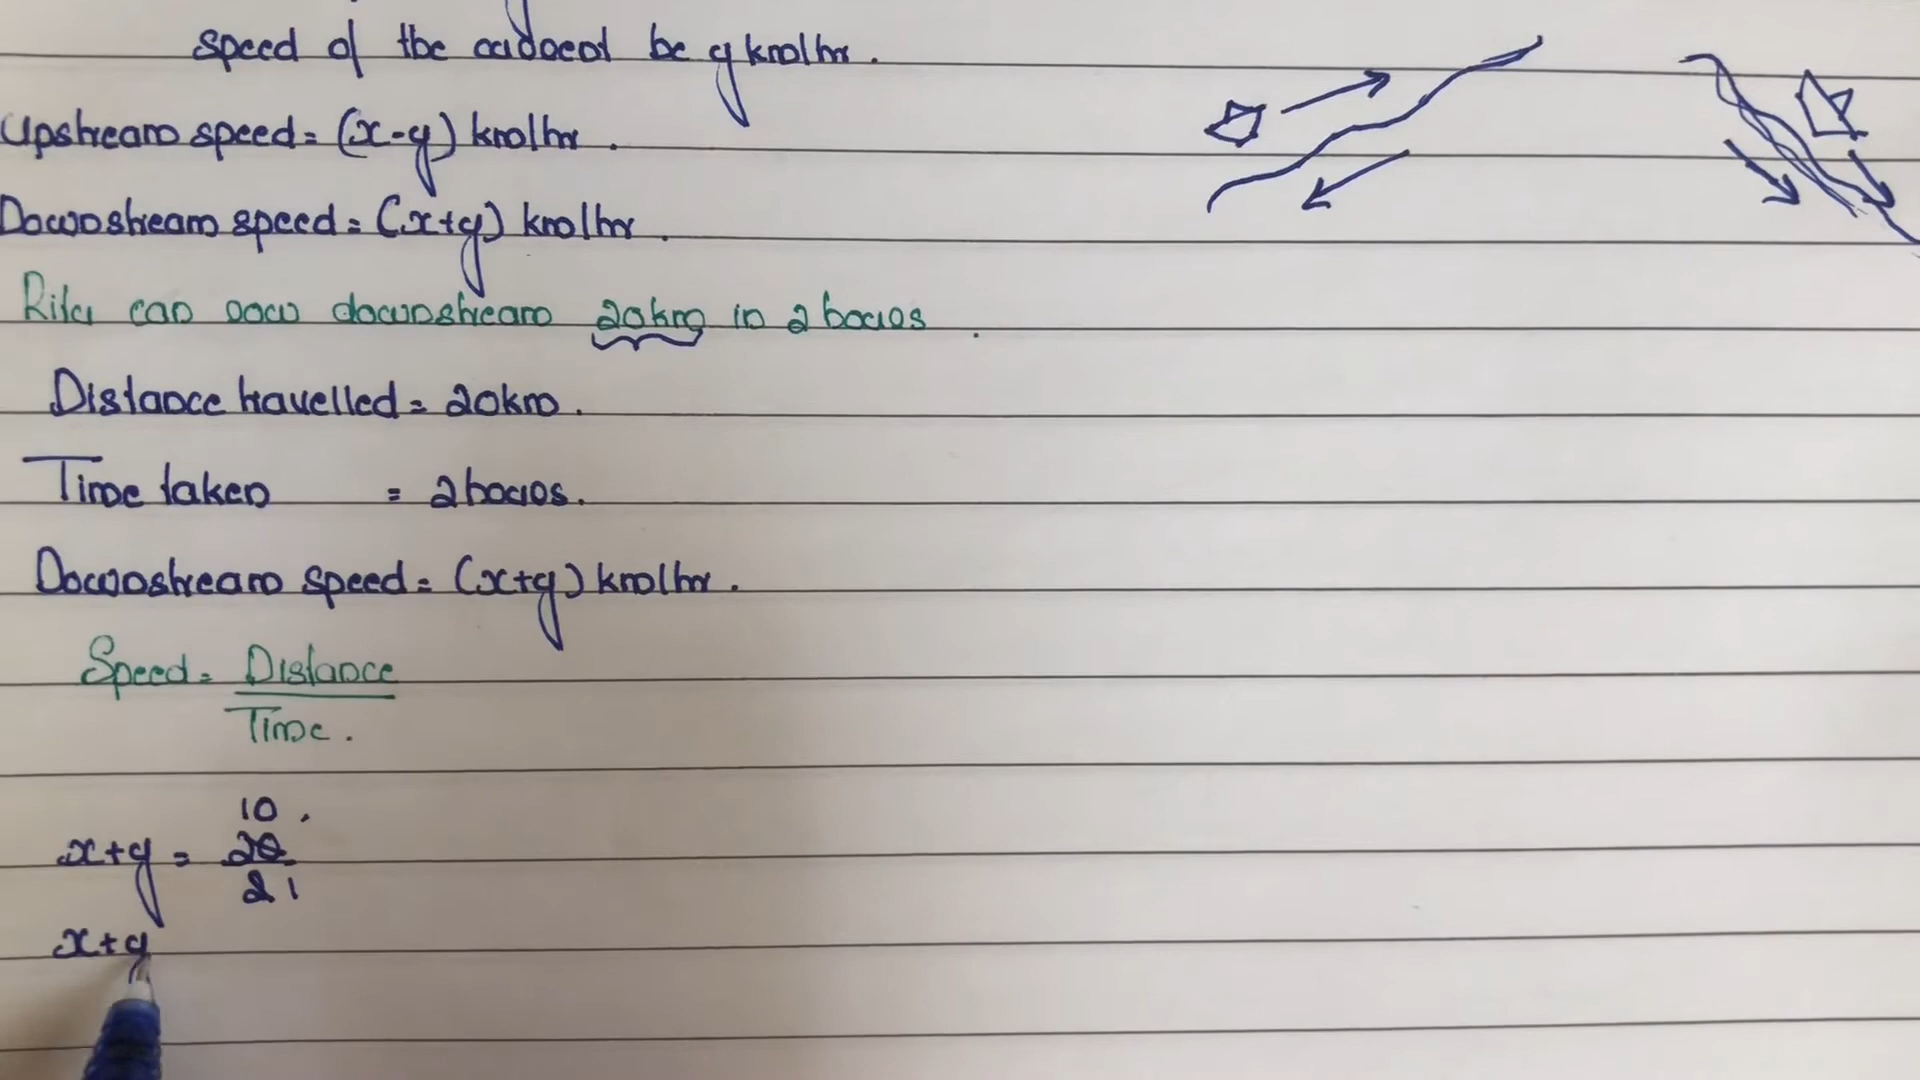 speed of the current be y km/hr.
Upstream speed = (x-y) km/hr.
Downstream speed = (x+y) km/hr.
Ritu can row downstream 20km in 2 hours.
Distance travelled = 20km.
Time taken = 2 hours.
Downstream speed = (x+y) km/hr.
Speed = Distance
Time.
10.
x+y = 20
2 1
x+y